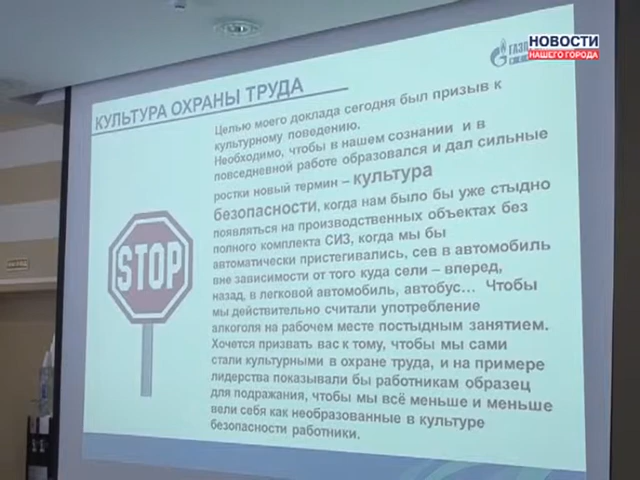 НОВОСТИ
НАШЕГО ГОРОДА
КУЛЬТУРА ОХРАНЫ ТРУДА
Целью моего доклада сегодня был призыв к
культурному поведению.
Необходимо, чтобы в нашем сознании и в
повседневной работе образовался и дал сильные
ростки новый термин – культура
безопасности, когда нам было бы уже стыдно
появляться на производственных объектах без
полного комплекта СИЗ, когда мы бы
автоматически пристегивались, сев в автомобиль
вне зависимости от того куда сели – вперед,
назад, в легковой автомобиль, автобус... Чтобы
мы действительно считали употребление
алкоголя на рабочем месте постыдным занятием.
Хочется призвать вас к тому, чтобы мы сами
стали культурными в охране труда, и на примере
лидерства показывали бы работникам образец
для подражания, чтобы мы всё меньше и меньше
вели себя как необразованные в культуре
безопасности работники.
STOP